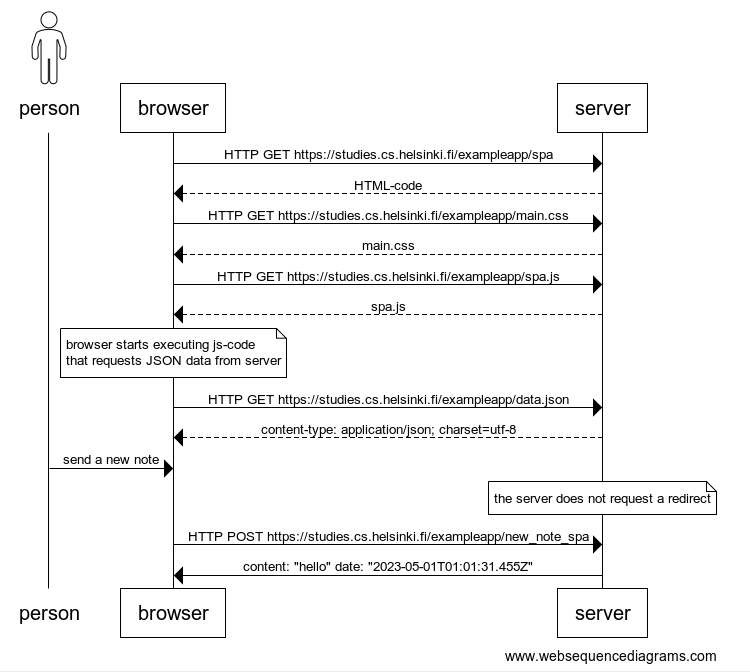 person
browser
server
HTTP GET https://studies.cs.helsinki.fi/exampleapp/spa
HTML-code
HTTP GET https://studies.cs.helsinki.fi/exampleapp/main.css
main.css
HTTP GET https://studies.cs.helsinki.fi/exampleapp/spa.js
spa.js
browser starts executing js-code
that requests JSON data from server
HTTP GET https://studies.cs.helsinki.fi/exampleapp/data.json
content-type: application/json; charset=utf-8
send a new note
the server does not request a redirect
HTTP POST https://studies.cs.helsinki.fi/exampleapp/new_note_spa
content: "hello" date: "2023-05-01T01:01:31.455Z"
person
browser
server
www.websequencediagrams.com